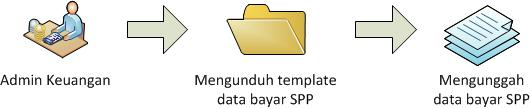 Admin Keuangan
Mengunduh template
data bayar SPP
Mengunggah
data bayar SPP